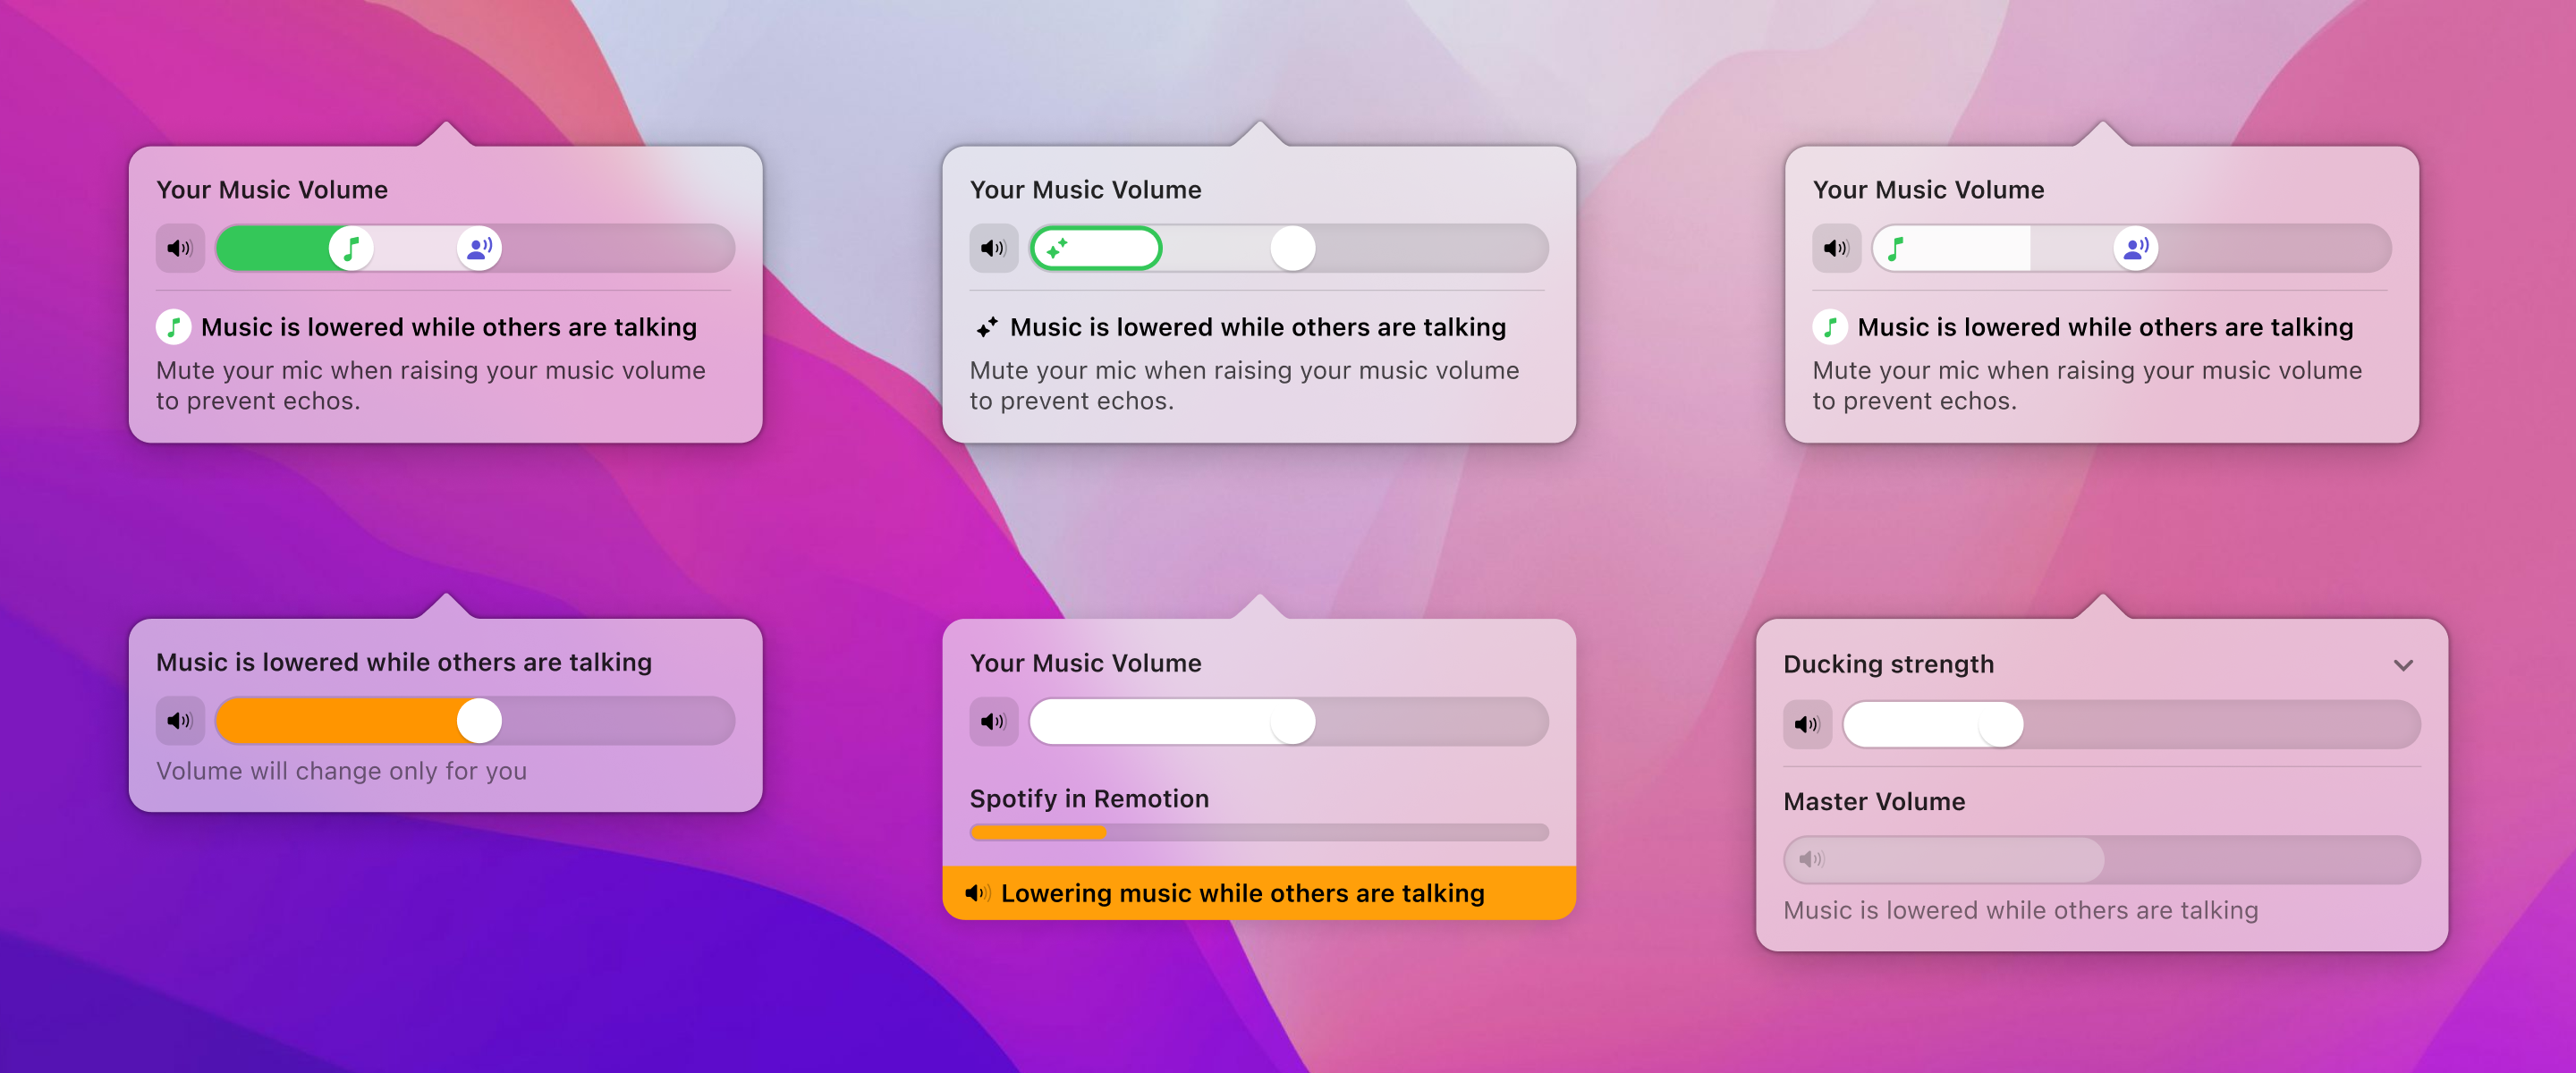 Your Music Volume
Music is lowered while others are talking
Mute your mic when raising your music volume
to prevent echos.
Your Music Volume
Music is lowered while others are talking
Mute your mic when raising your music volume
to prevent echos.
Your Music Volume
Music is lowered while others are talking
Mute your mic when raising your music volume
to prevent echos.
Music is lowered while others are talking
Volume will change only for you
Your Music Volume
Spotify in Remotion
Lowering music while others are talking
Ducking strength
Master Volume
Music is lowered while others are talking